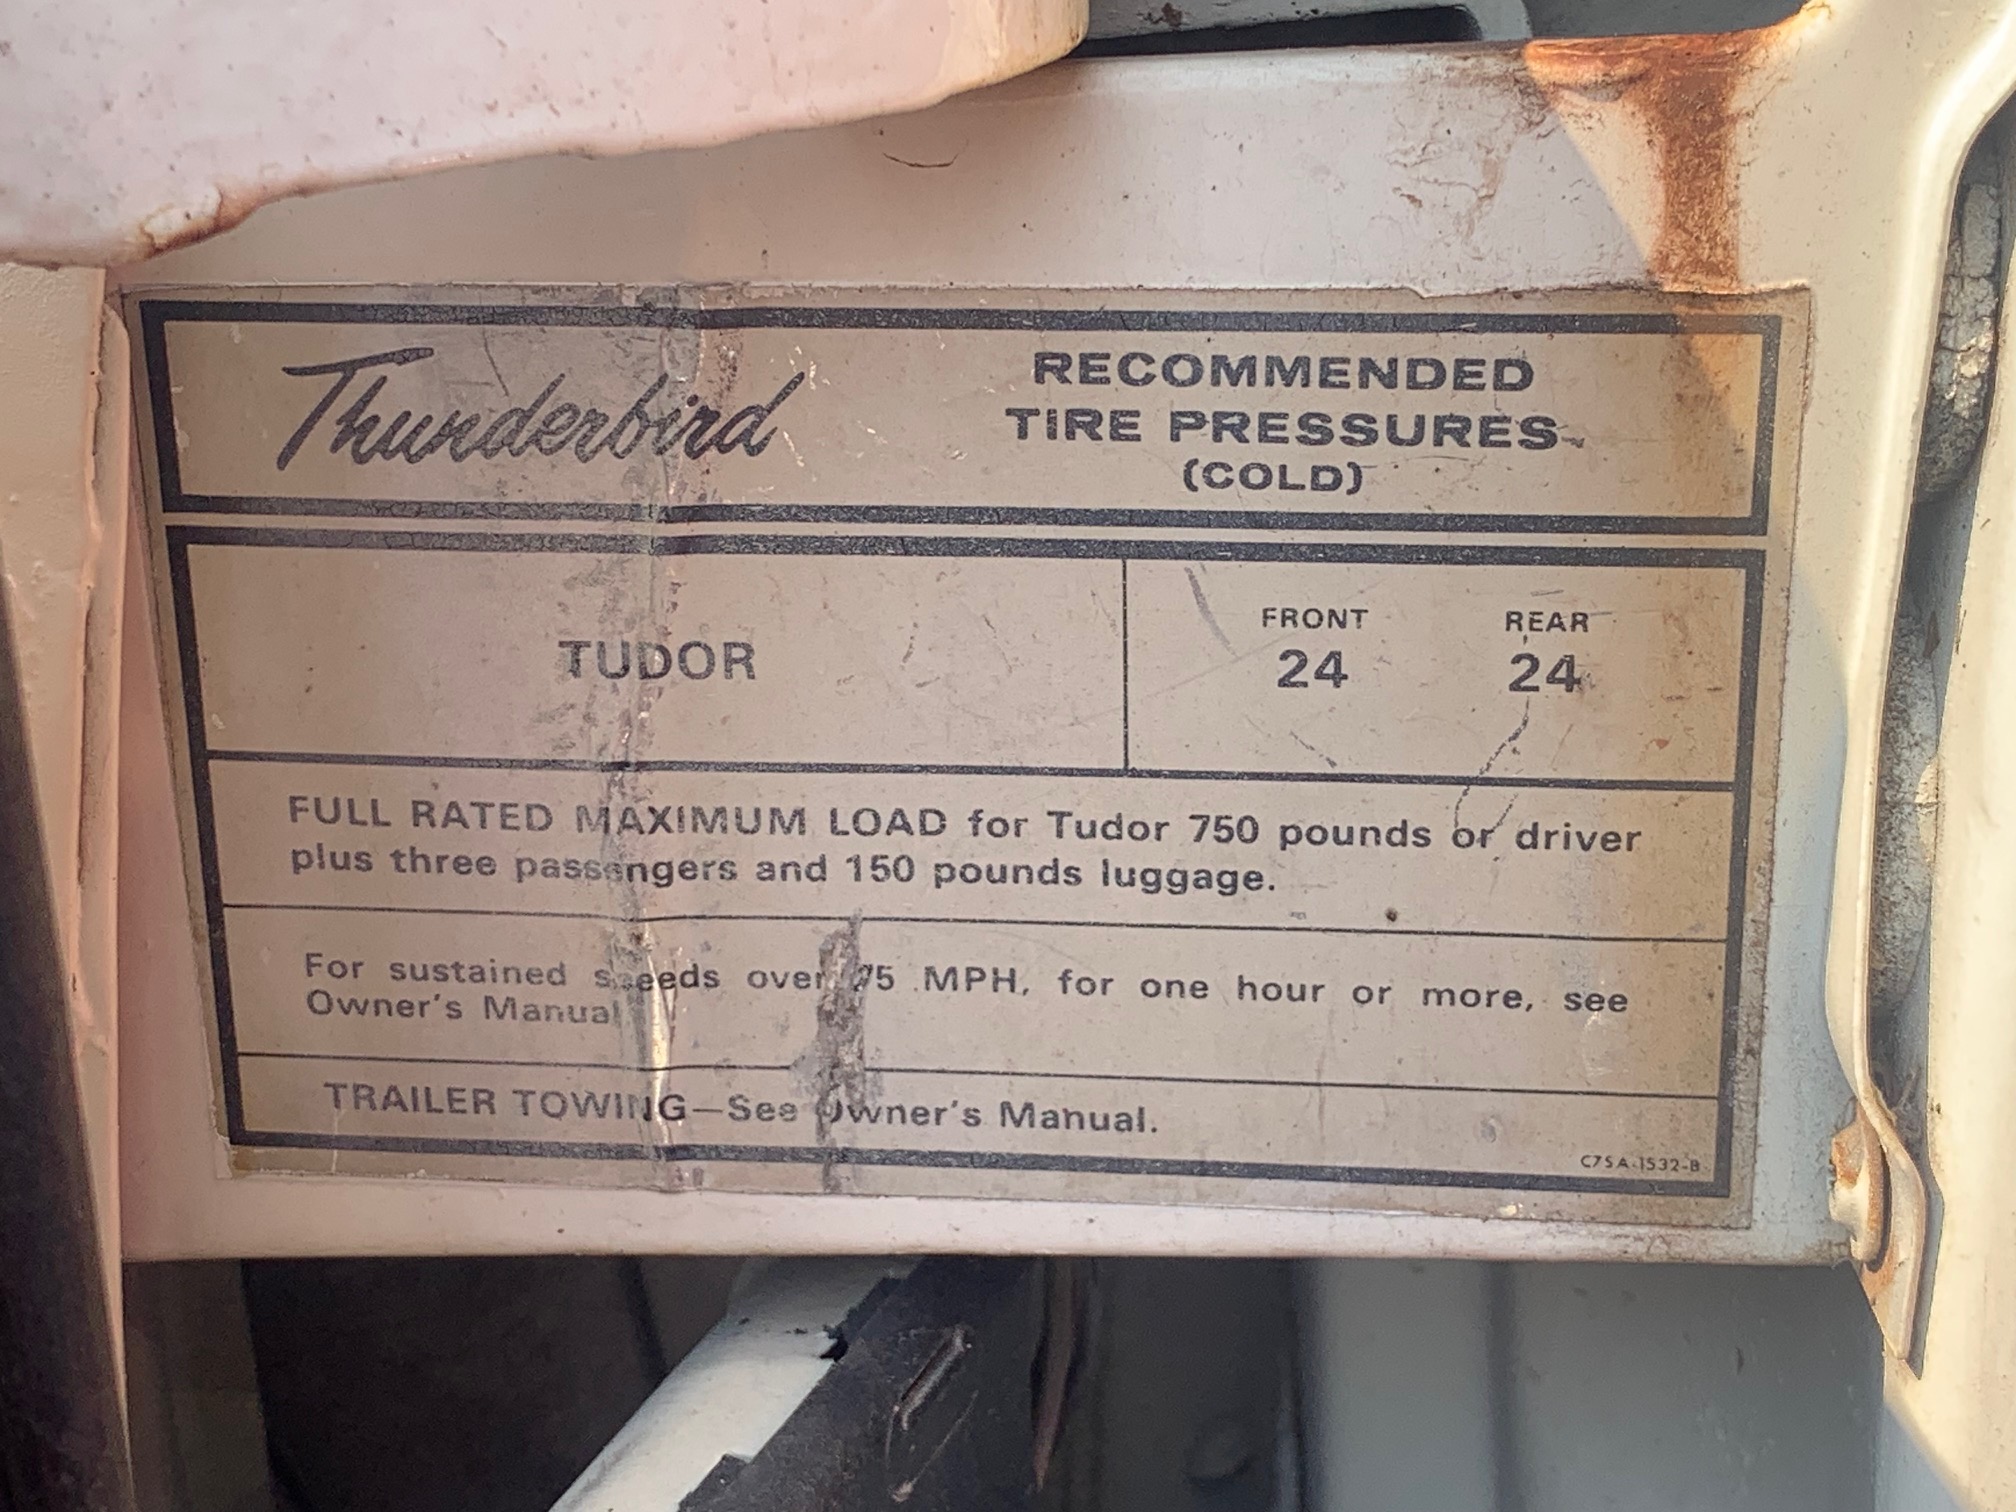 Thunderbird
RECOMMENDED
TIRE PRESSURES
(COLD)
TUDOR
FRONT REAR
24 24
FULL RATED MAXIMUM LOAD for Tudor 750 pounds or driver
plus three passengers and 150 pounds luggage.
For sustained speeds over 75 MPH, for one hour or more, see
Owner's Manual
TRAILER TOWING—See Owner's Manual.
C7SA-1532-B